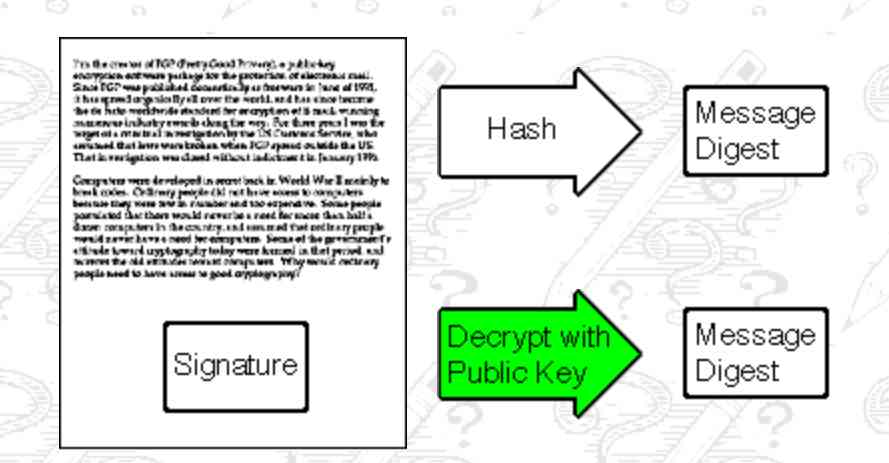 I'm the creator of PGP (Pretty Good Privacy), a public-key
encryption software package for the protection of electronic mail.
Since PGP was published domestically as freeware in June of 1991,
it has spread organically all over the world, and has since become
the de facto worldwide standard for encryption of E-mail, winning
numerous industry awards along the way. For three years I was the
target of a criminal investigation by the US Customs Service, who
assumed that laws were broken when PGP spread outside the US.
That investigation was closed without indictment in January 1996.
Computers were developed in secret back in World War II mainly to
break codes. Ordinary people did not have access to computers
because they were few in number and too expensive. Some people
postulated that there would never be a need for more than half a
dozen computers in the country, and assumed that ordinary people
would never have a need for computers. Some of the government's
attitude toward cryptography today were formed in that period, and
the old attitudes toward computers. Why would ordinary
people need to have access to good cryptography?
Signature
Hash
Message
Digest
Decrypt with
Public Key
Message
Digest